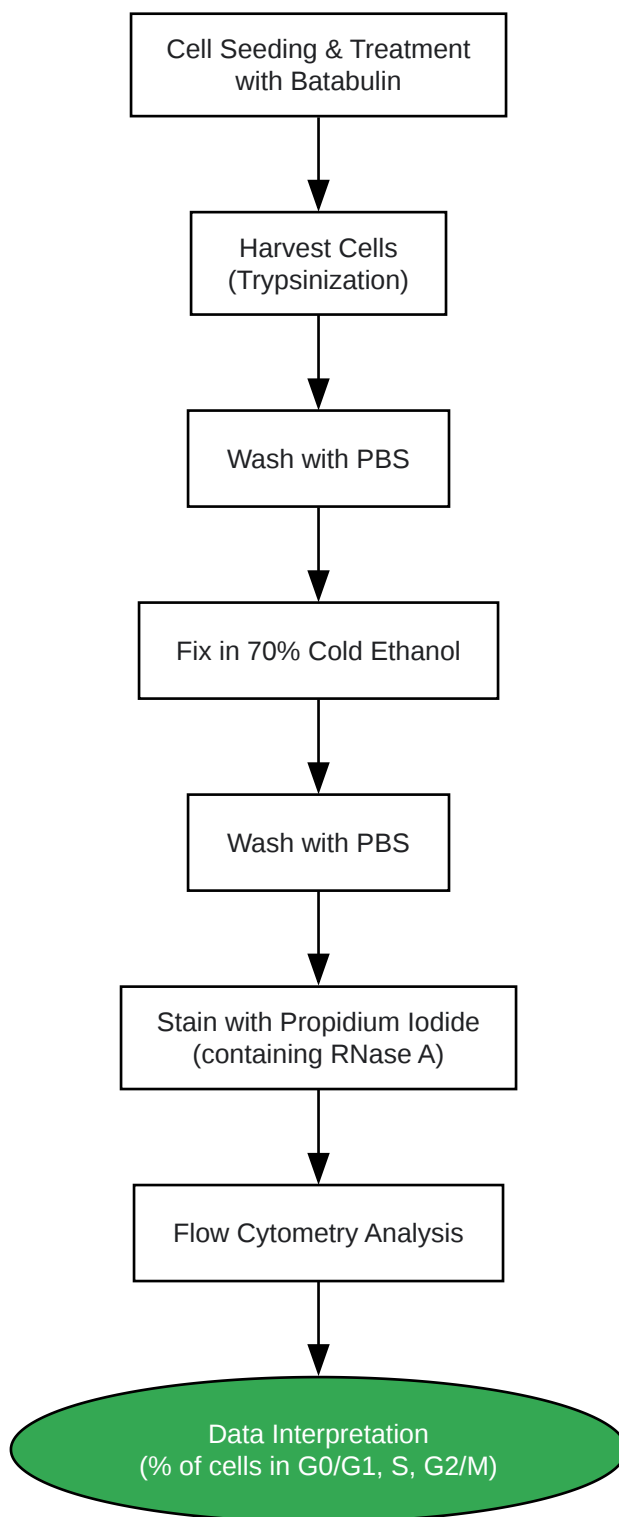 Cell Seeding & Treatment
with Batabulin
Harvest Cells
(Trypsinization)
Wash with PBS
Fix in 70% Cold Ethanol
Wash with PBS
Stain with Propidium Iodide
(containing RNase A)
Flow Cytometry Analysis
Data Interpretation
(% of cells in G0/G1, S, G2/M)